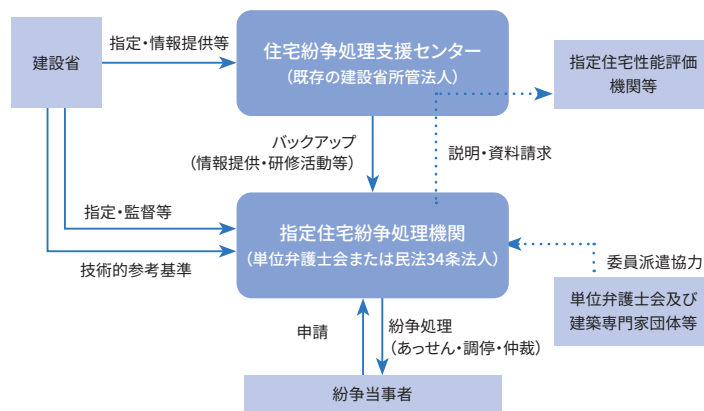 建設省
指定・情報提供等
住宅紛争処理支援センター
(既存の建設省所管法人)
指定住宅性能評価
機関等
バックアップ
(情報提供・研修活動等)
説明・資料請求
指定・監督等
指定住宅紛争処理機関
(単位弁護士会または民法34条法人)
技術的参考基準
委員派遣協力
単位弁護士会及び
建築専門家団体等
申請
紛争処理
(あっせん・調停・仲裁)
紛争当事者